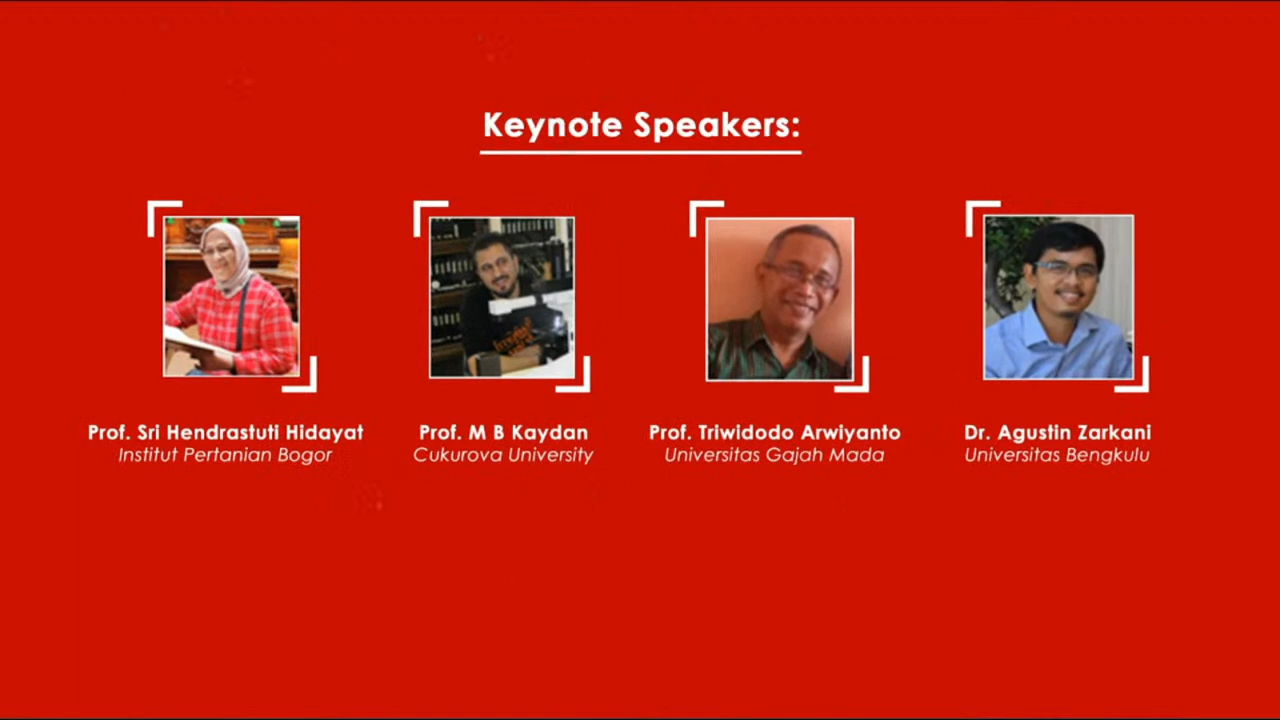 Keynote Speakers:
Prof. Sri Hendrastuti Hidayat
Institut Pertanian Bogor
Prof. M B Kaydan
Cukurova University
Prof. Triwidodo Arwiyanto
Universitas Gajah Mada
Dr. Agustin Zarkani
Universitas Bengkulu